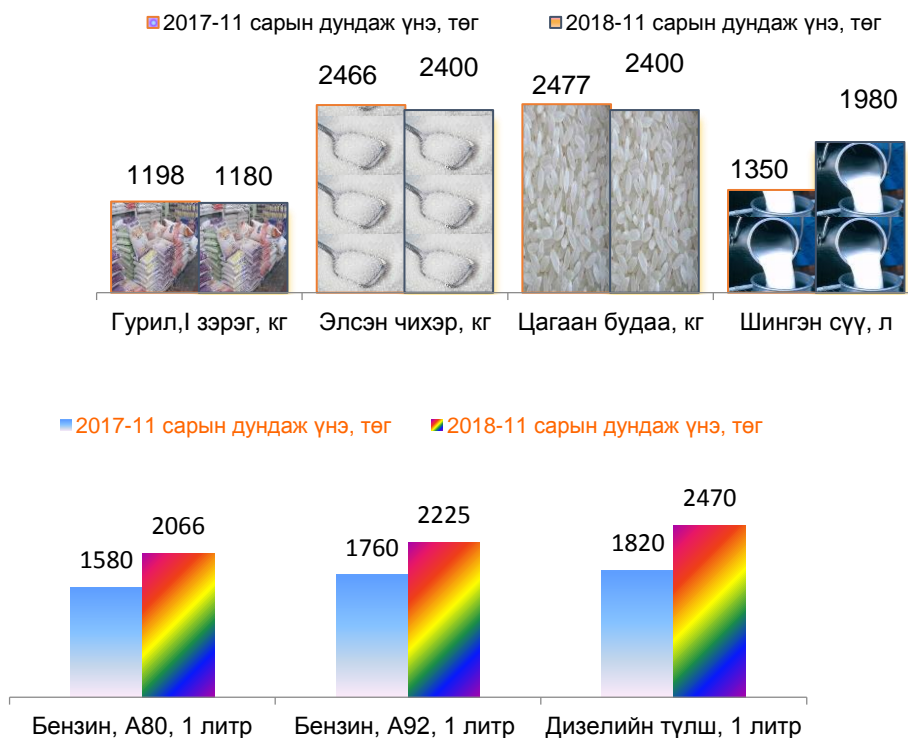 2017-11 сарын дундаж үнэ, төг 2018-11 сарын дундаж үнэ, төг
2466 2400 2477 2400
1980
1198 1180 1350
Гурил,I зэрэг, кг Элсэн чихэр, кг Цагаан будаа, кг Шингэн сүү, л
2017-11 сарын дундаж үнэ, төг 2018-11 сарын дундаж үнэ, төг
2470
2066 2225
1580 1760 1820
Бензин, А80, 1 литр Бензин, А92, 1 литр Дизелийн түлш, 1 литр